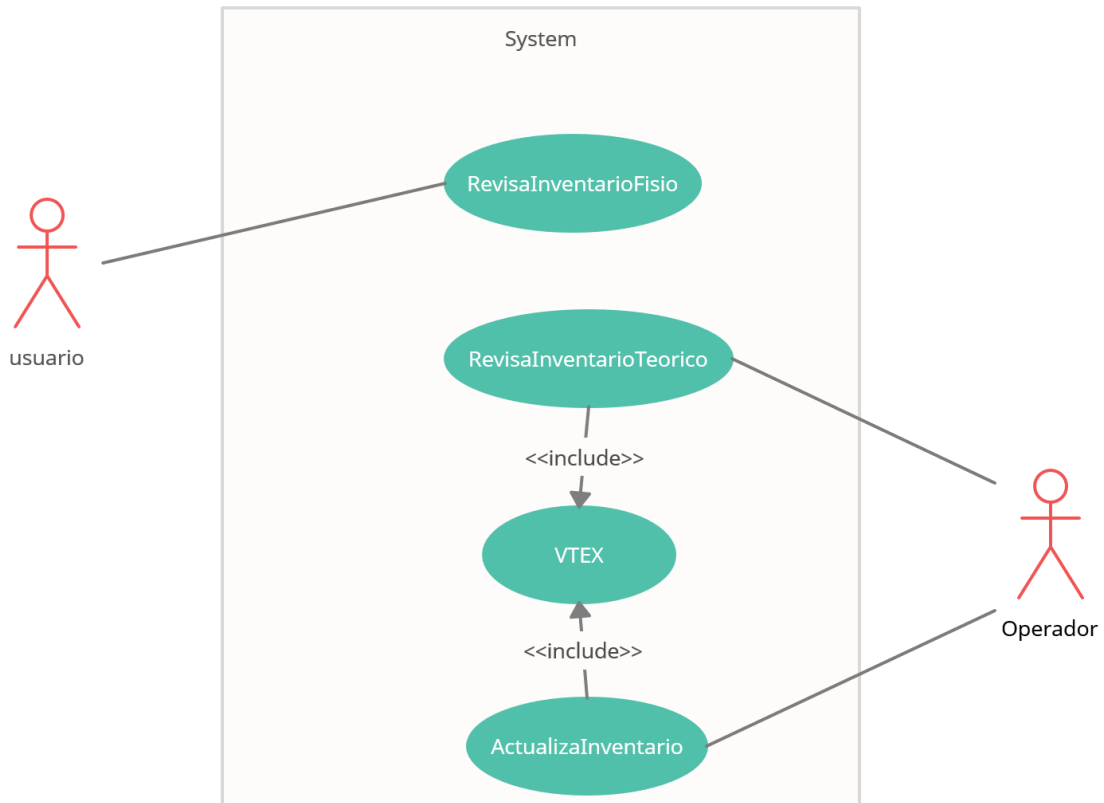 System
RevisaInventarioFisio
usuario
RevisaInventarioTeorico
<<include>>
VTEX
Operador
<<include>>
ActualizaInventario